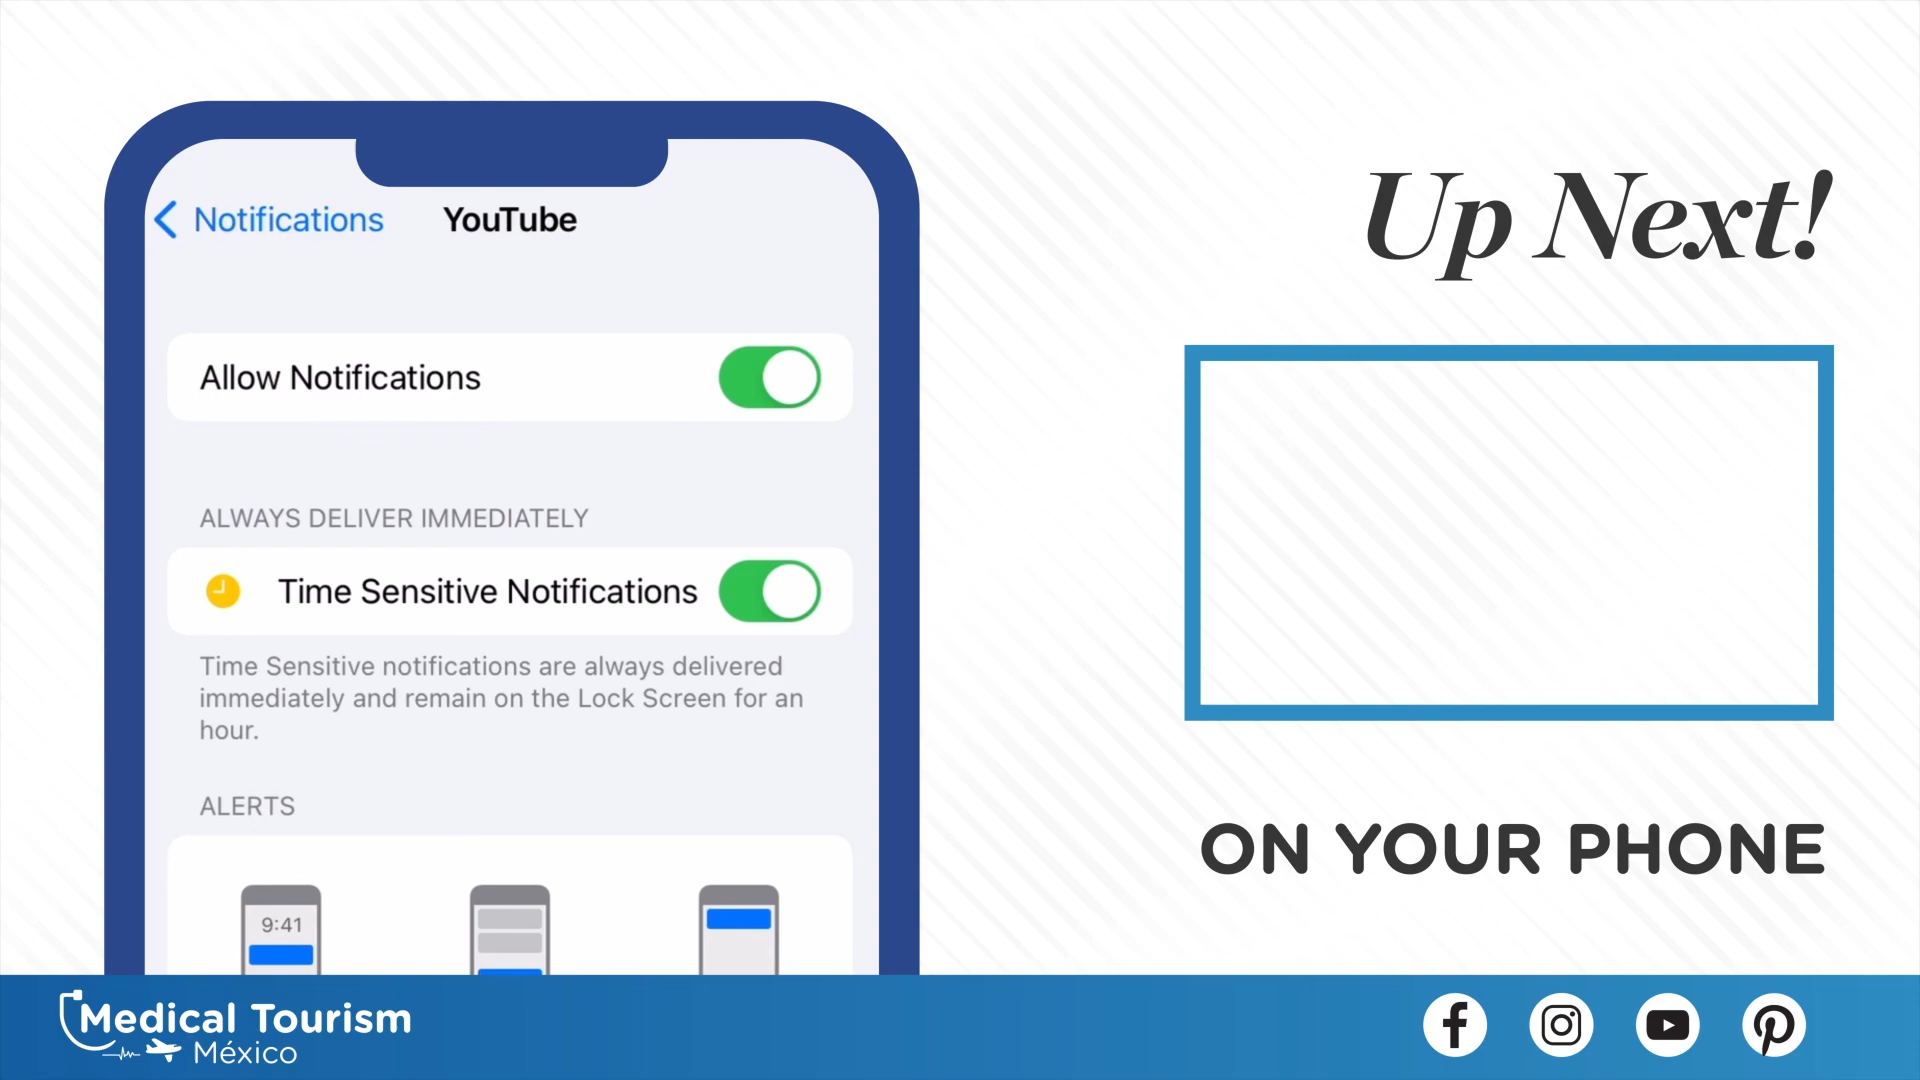 Up Next!
Notifications
YouTube
Allow Notifications
ALWAYS DELIVER IMMEDIATELY
Time Sensitive Notifications
Time Sensitive notifications are always delivered
immediately and remain on the Lock Screen for an
hour.
ALERTS
9:41
ON YOUR PHONE
Medical Tourism
México